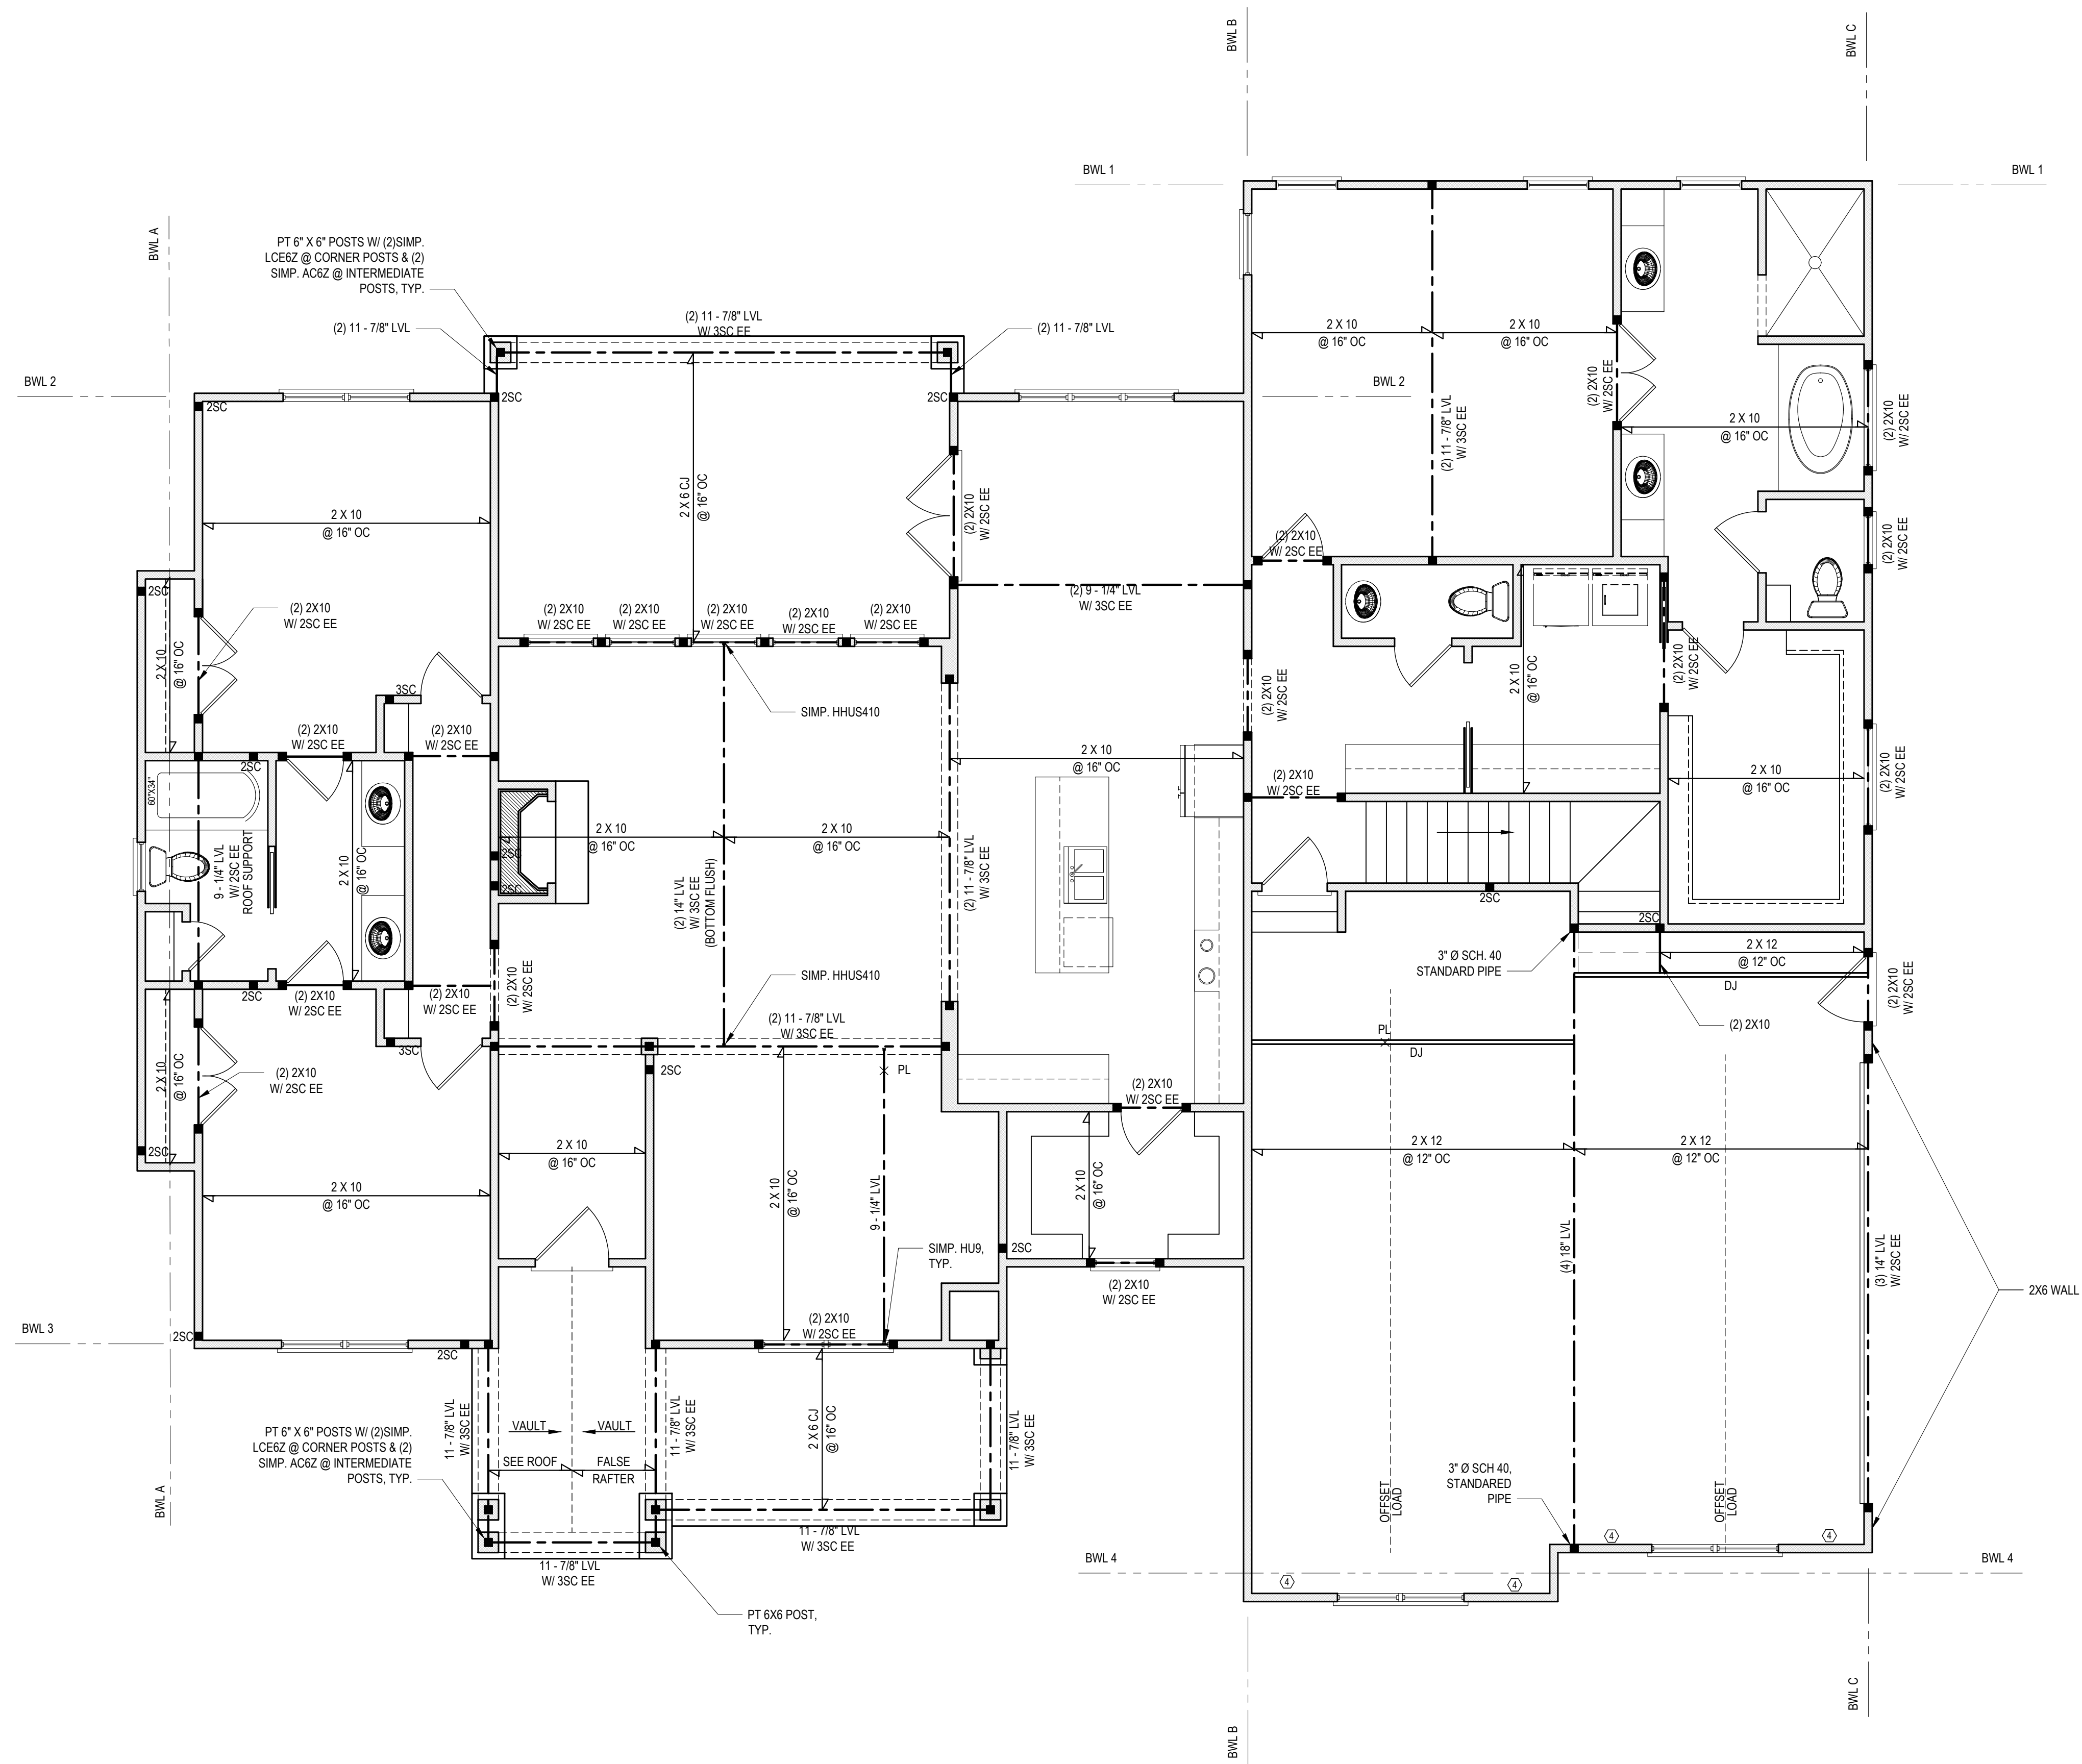 BWL B
BWL C
BWL 1
BWL 1
BWL A
PT 6" X 6" POSTS W/ (2)SIMP.
LCE6Z @ CORNER POSTS & (2)
SIMP. AC6Z @ INTERMEDIATE
POSTS, TYP.
(2) 11 - 7/8" LVL
(2) 11 - 7/8" LVL
W/ 3SC EE
(2) 11 - 7/8" LVL
2 X 10
@ 16" OC
2 X 10
@ 16" OC
BWL 2
BWL 2
2SC
2SC
2SC
(2) 2X10
W/ 2SC EE
(2) 11 - 7/8" LVL
W/ 3SC EE
2 X 10
@ 16" OC
(2) 2X10
W/ 2SC EE
2 X 6 CJ
@ 16" OC
(2) 2X10
W/ 2SC EE
2 X 10
@ 16" OC
(2) 2X10
W/ 2SC EE
(2) 2X10
W/ 2SC EE
2SC
(2) 2X10
W/ 2SC EE
2 X 10
@ 16" OC
(2) 2X10
W/ 2SC EE
(2) 2X10
W/ 2SC EE
(2) 2X10
W/ 2SC EE
(2) 2X10
W/ 2SC EE
(2) 2X10
W/ 2SC EE
(2) 9 - 1/4" LVL
W/ 3SC EE
2 X 10
@ 16" OC
(2) 2X10
W/ 2SC EE
3SC
SIMP. HHUS410
(2) 2X10
W/ 2SC EE
(2) 2X10
W/ 2SC EE
(2) 2X10
W/ 2SC EE
2SC
60"X34"
2 X 10
@ 16" OC
(2) 2X10
W/ 2SC EE
2 X 10
@ 16" OC
(2) 2X10
W/ 2SC EE
9 - 1/4" LVL
W/ 2SC EE
ROOF SUPPORT
2 X 10
@ 16" OC
2SC
2SC
2 X 10
@ 16" OC
2 X 10
@ 16" OC
(2) 14" LVL
W/ 3SC EE
(BOTTOM FLUSH)
(2) 11 - 7/8" LVL
W/ 3SC EE
2SC
2SC
3" Ø SCH. 40
STANDARD PIPE
2 X 12
@ 12" OC
DJ
(2) 2X10
(2) 2X10
W/ 2SC EE
SIMP. HHUS410
2SC
(2) 2X10
W/ 2SC EE
(2) 2X10
W/ 2SC EE
(2) 2X10
W/ 2SC EE
(2) 11 - 7/8" LVL
W/ 3SC EE
3SC
2 X 10
@ 16" OC
(2) 2X10
W/ 2SC EE
2SC
PL
PL
DJ
(2) 2X10
W/ 2SC EE
2SC
2 X 10
@ 16" OC
2 X 10
@ 16" OC
2 X 10
@ 16" OC
9 - 1/4" LVL
2 X 10
@ 16" OC
2 X 12
@ 12" OC
2 X 12
@ 12" OC
SIMP. HU9,
TYP.
2SC
(2) 2X10
W/ 2SC EE
(4) 18" LVL
(3) 14" LVL
W/ 2SC EE
2X6 WALL
BWL 3
2SC
2SC
(2) 2X10
W/ 2SC EE
11 - 7/8" LVL
W/ 3SC EE
VAULT
VAULT
SEE ROOF
FALSE
RAFTER
11 - 7/8" LVL
W/ 3SC EE
2 X 6 CJ
@ 16" OC
11 - 7/8" LVL
W/ 3SC EE
PT 6" X 6" POSTS W/ (2)SIMP.
LCE6Z @ CORNER POSTS & (2)
SIMP. AC6Z @ INTERMEDIATE
POSTS, TYP.
BWL A
OFFSET
LOAD
3" Ø SCH 40,
STANDARED
PIPE
OFFSET
LOAD
4
4
11 - 7/8" LVL
W/ 3SC EE
11 - 7/8" LVL
W/ 3SC EE
BWL 4
BWL 4
4
4
PT 6X6 POST,
TYP.
BWL B
BWL C